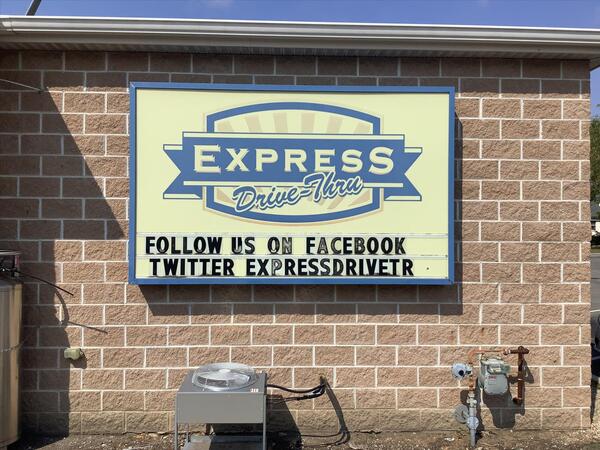 EXPRESS
Drive-Thru
FOLLOW US ON FACEBOOK
TWITTER EXPRESSDRIVETR